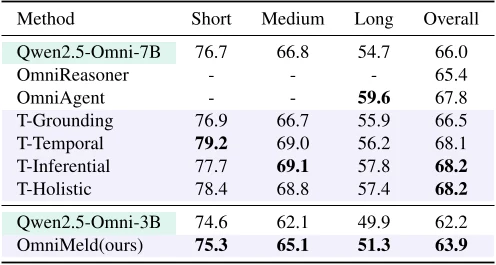 Method Short Medium Long Overall
Qwen2.5-Omni-7B 76.7 66.8 54.7 66.0
OmniReasoner - - - 65.4
OmniAgent - - 59.6 67.8
T-Grounding 76.9 66.7 55.9 66.5
T-Temporal 79.2 69.0 56.2 68.1
T-Inferential 77.7 69.1 57.8 68.2
T-Holistic 78.4 68.8 57.4 68.2
Qwen2.5-Omni-3B 74.6 62.1 49.9 62.2
OmniMeld(ours) 75.3 65.1 51.3 63.9